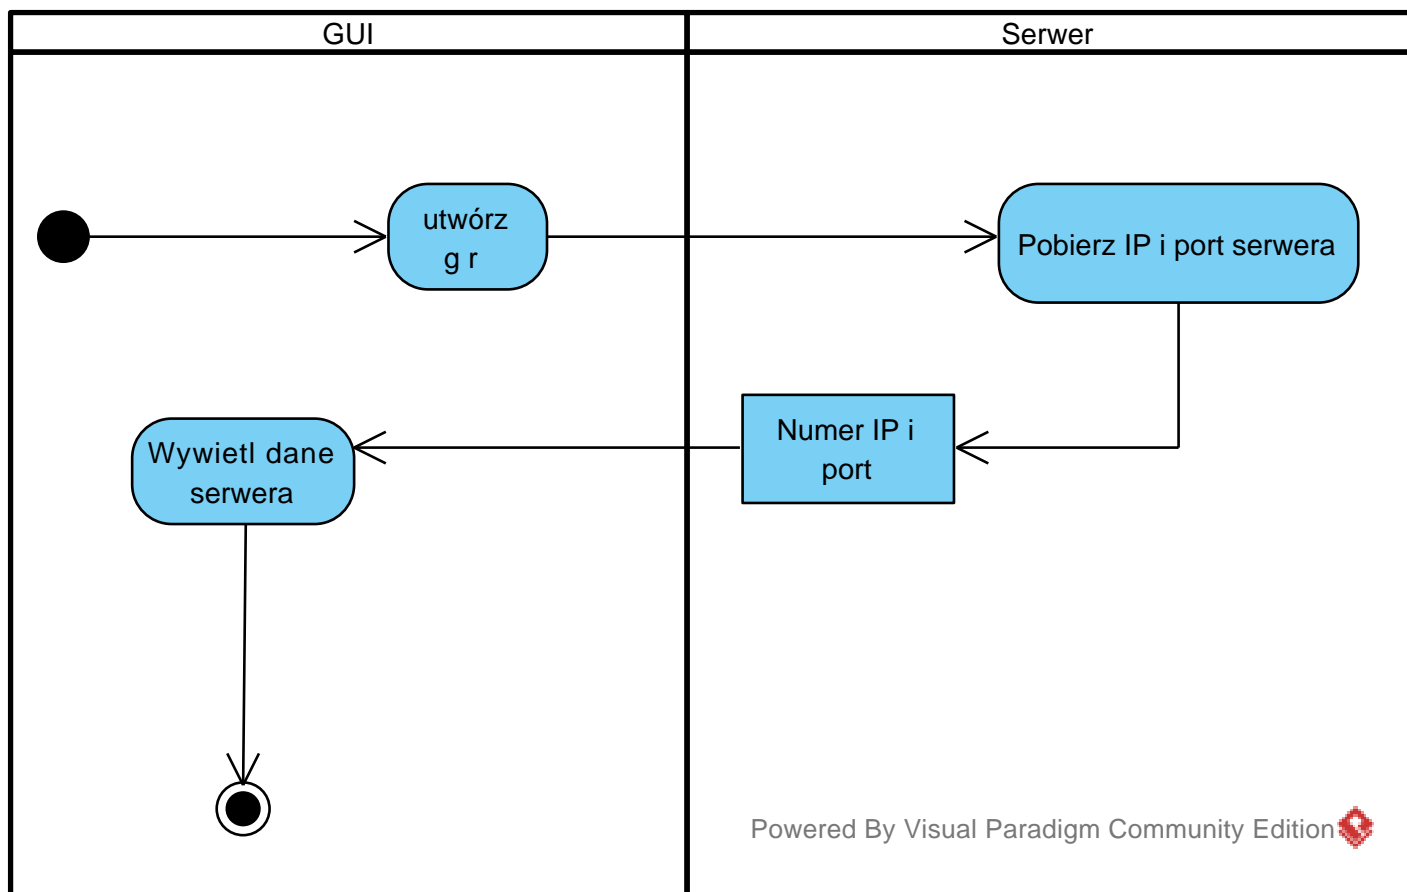 GUI
Serwer
utwórz
g r
Pobierz IP i port serwera
Numer IP i
port
Wywietl dane
serwera
Powered By Visual Paradigm Community Edition